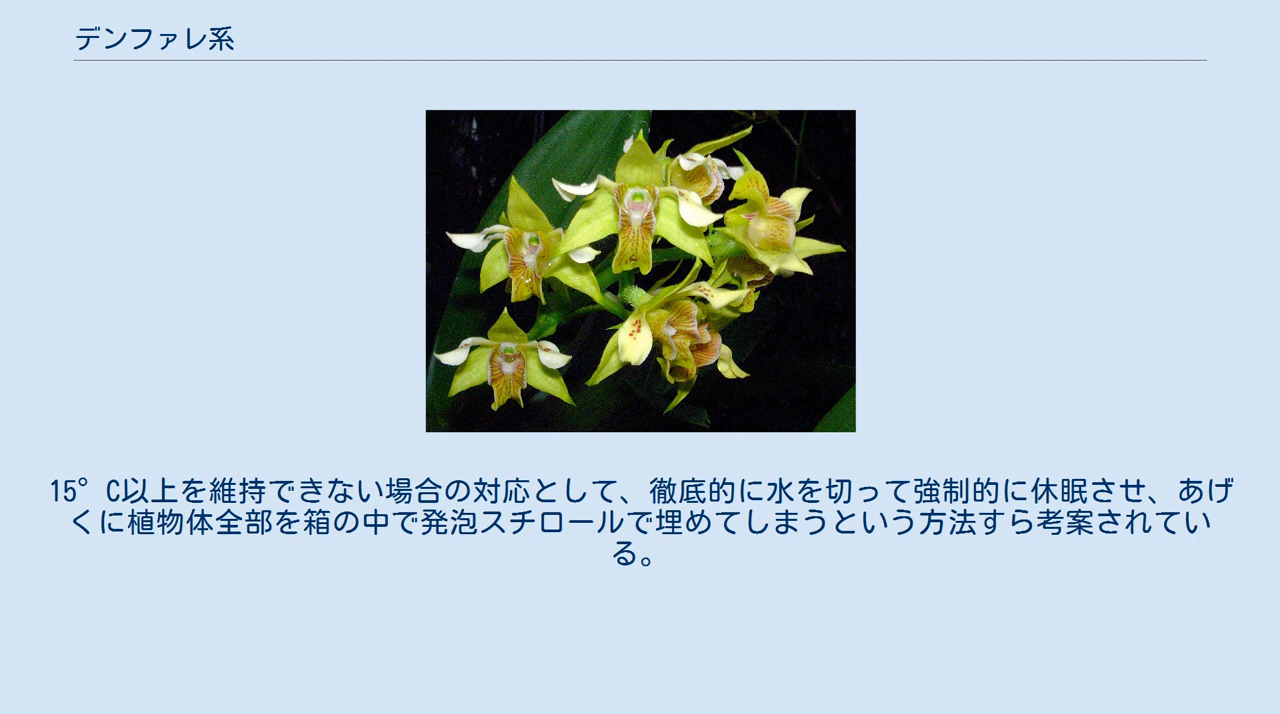 デンファレ系
15°C以上を維持できない場合の対応として、徹底的に水を切って強制的に休眠させ、あげ
くに植物体全部を箱の中で発泡スチロールで埋めてしまうという方法すら考案されてい
る。